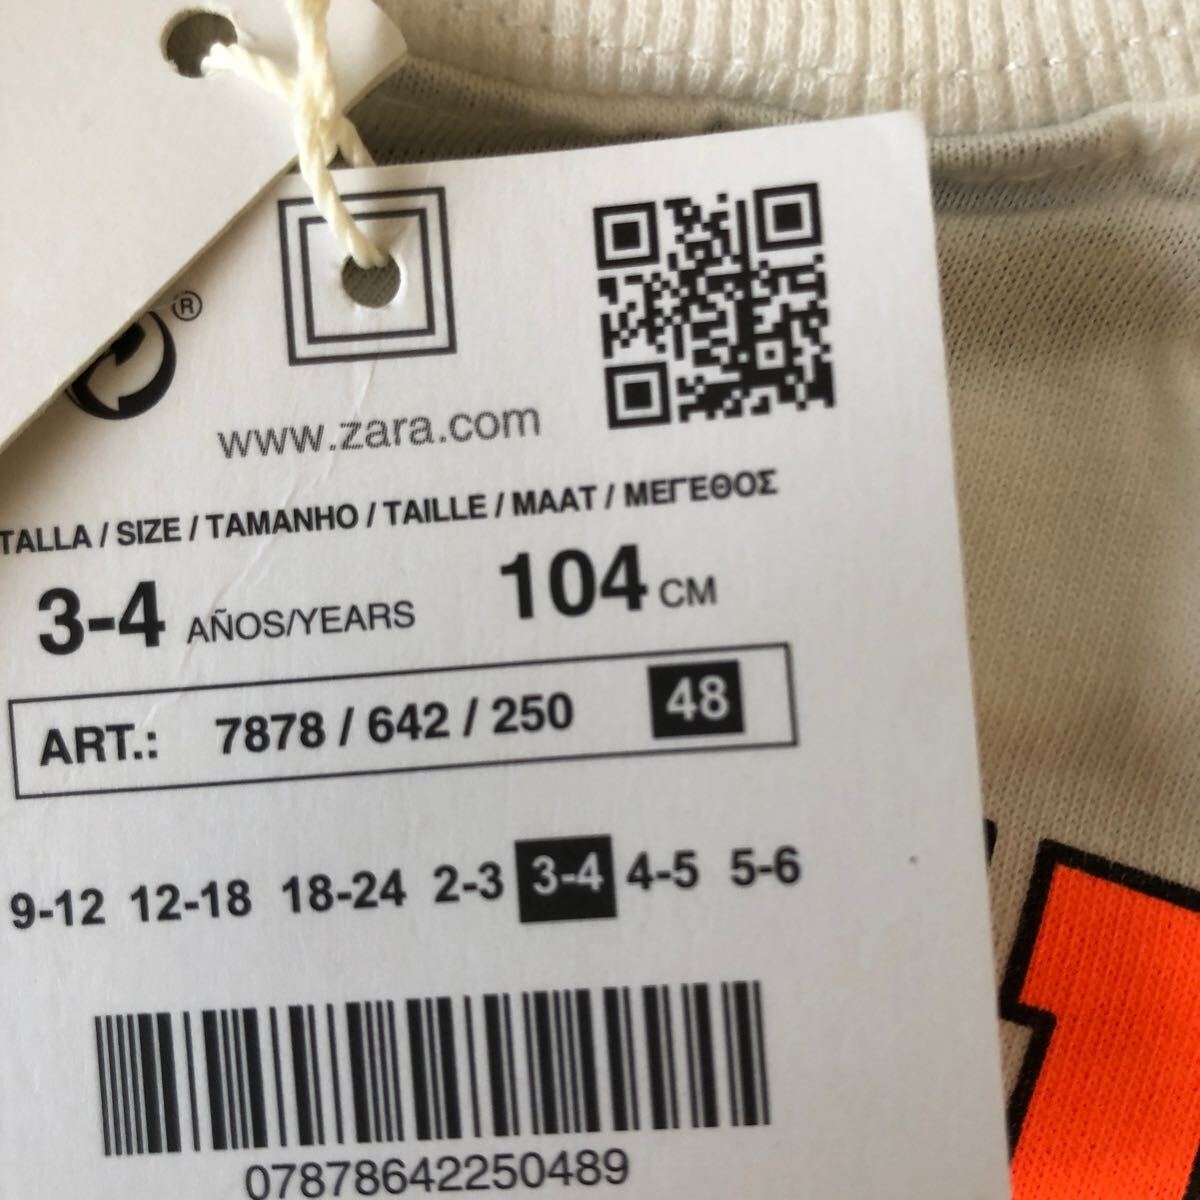 ®
www.zara.com
TALLA / SIZE / TAMANHO / TAILLE / MAAT / ΜΕΓΕΘΟΣ
3-4 AÑOS/YEARS 104 CM
ART.: 7878 / 642 / 250 48
9-12 12-18 18-24 2-3 3-4 4-5 5-6
07878642250489